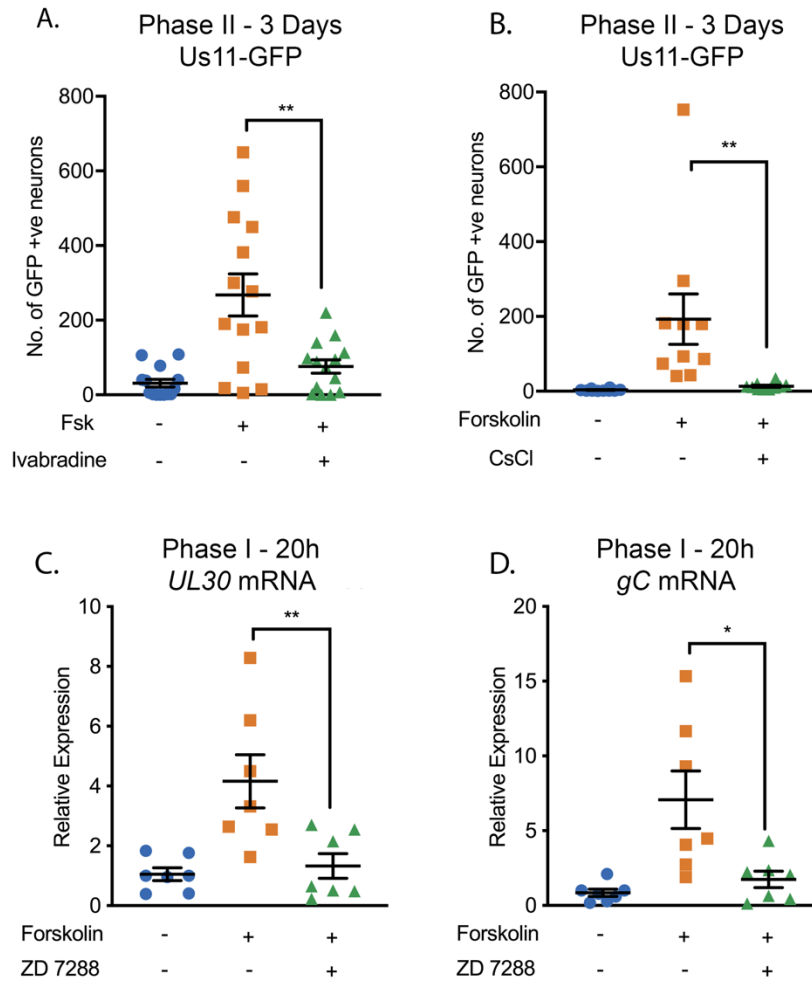 A.
Phase II - 3 Days
Us11-GFP
No. of GFP +ve neurons
800
600
400
200
0
**
Fsk - + +
Ivabradine - - +
B.
Phase II - 3 Days
Us11-GFP
No. of GFP +ve neurons
800
600
400
200
0
**
Forskolin - + +
CsCl - - +
C.
Phase I - 20h
UL30 mRNA
Relative Expression
10
8
6
4
2
0
**
Forskolin - + +
ZD 7288 - - +
D.
Phase I - 20h
gC mRNA
Relative Expression
20
15
10
5
0
*
Forskolin - + +
ZD 7288 - - +